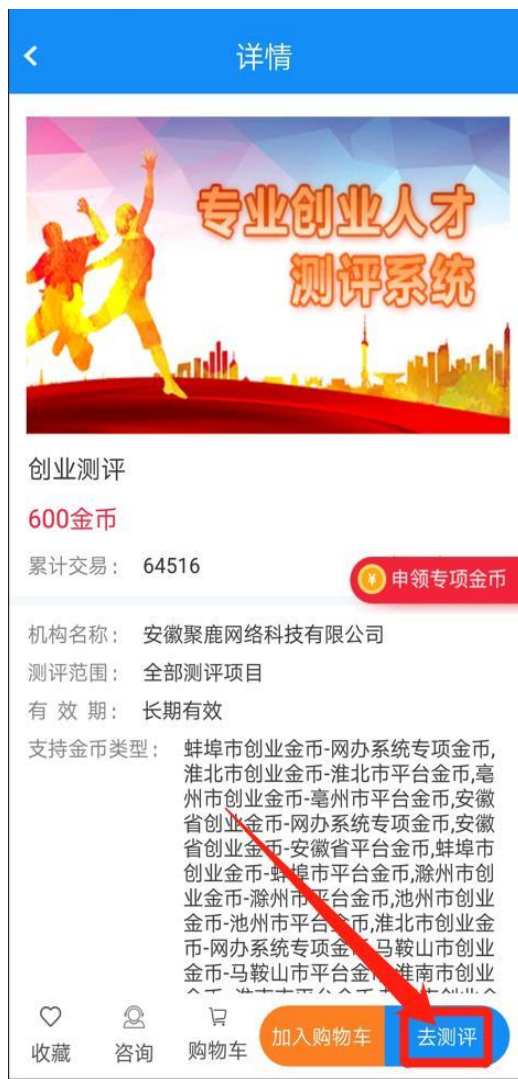 详情
专业创业人才
测评系统
创业测评
600金币
累计交易： 64516
申领专项金币
机构名称： 安徽聚鹿网络科技有限公司
测评范围： 全部测评项目
有 效 期： 长期有效
支持金币类型： 蚌埠市创业金币-网办系统专项金币,
淮北市创业金币-淮北市平台金币,亳
州市创业金币-亳州市平台金币,安徽
省创业金币-网办系统专项金币,安徽
省创业金币-安徽省平台金币,蚌埠市
创业金币-蚌埠市平台金币,滁州市创
业金币-滁州市平台金币,池州市创业
金币-池州市平台金币,淮北市创业金
币-网办系统专项金币,马鞍山市创业
金币-马鞍山市平台金币,淮南市创业
收藏 咨询 购物车 加入购物车 去测评